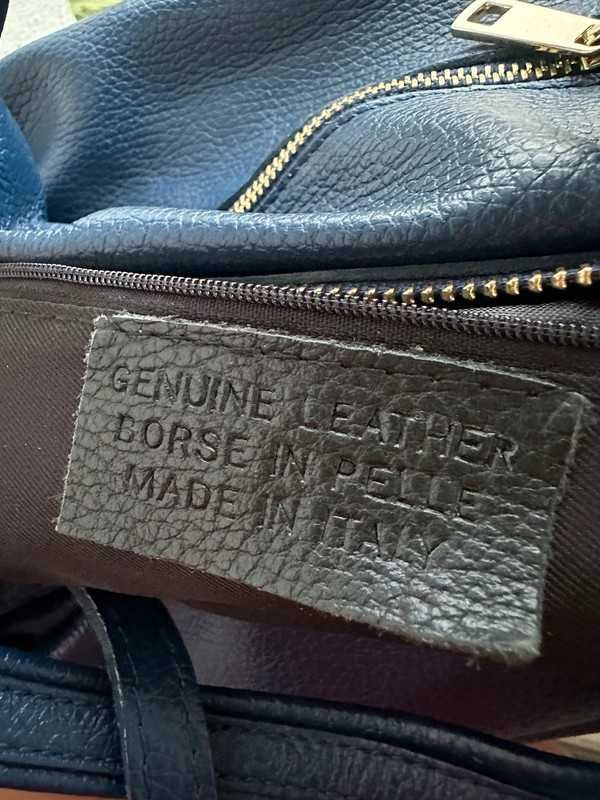 GENUINE LEATHER
BORSE IN PELLE
MADE IN ITALY